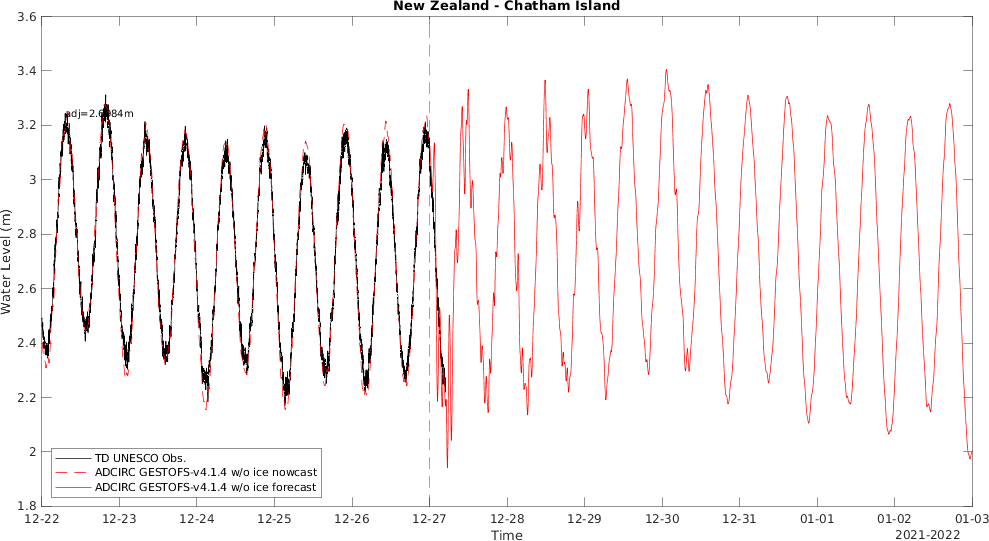 New Zealand - Chatham Island
3.6
3.4
3.2
3
2.8
2.6
2.4
2.2
2
1.8
Water Level (m)
TD UNESCO Obs.
ADCIRC GESTOFS-v4.1.4 w/o ice nowcast
ADCIRC GESTOFS-v4.1.4 w/o ice forecast
12-22 12-23 12-24 12-25 12-26 12-27 12-28 12-29 12-30 12-31 01-01 01-02 01-03
Time
2021-2022